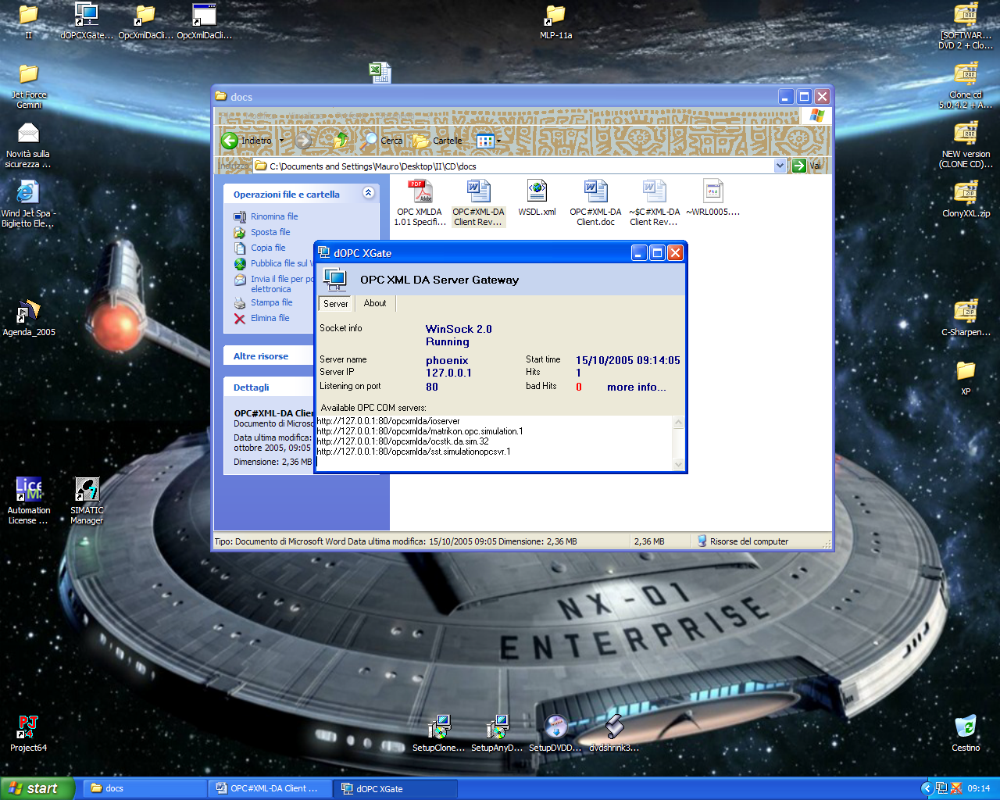 II
dOPCXGate...
OpcXmlDaCli...
OpcXmlDaCli...
MLP-11a
[SOFTWAR...
DVD 2 + Clo...
Jet Force
Gemini
Clone cd
5.0.4.2 + A...
Novità sulla
sicurezza ...
NEW version
(CLONE CD)...
Wind Jet Spa -
Biglietto Ele...
ClonyXXL.zip
Agenda_2005
C-Sharpen...
XP
Automation
License ...
SIMATIC
Manager
Project64
SetupClone...
SetupAnyD...
SetupDVDD...
dvdshrink3...
Cestino
docs
Indietro
Cerca
Cartelle
Indirizzo
C:\Documents and Settings\Mauro\Desktop\II\CD\docs
Vai
Operazioni file e cartella
Rinomina file
Sposta file
Copia file
Pubblica file sul W
Invia il file per po
elettronica
Stampa file
Elimina file
Altre risorse
Dettagli
OPC#XML-DA Clien
Documento di Microso
Data ultima modifica:
ottobre 2005, 09:05
Dimensione: 2,36 MB
OPC XMLDA
1.01 Specifi...
OPC#XML-DA
Client Rev...
WSDL.xml
OPC#XML-DA
Client.doc
~$C#XML-DA
Client Rev...
~WRL0005....
dOPC XGate
OPC XML DA Server Gateway
Server
About
Socket info
WinSock 2.0
Running
Server name
phoenix
Start time
15/10/2005 09:14:05
Server IP
127.0.0.1
Hits
1
Listening on port
80
bad Hits
0
more info...
Available OPC COM servers:
http://127.0.0.1:80/opcxmlda/ioserver
http://127.0.0.1:80/opcxmlda/matrikon.opc.simulation.1
http://127.0.0.1:80/opcxmlda/ocstk.da.sim.32
http://127.0.0.1:80/opcxmlda/sst.simulationopcsvr.1
Tipo: Documento di Microsoft Word Data ultima modifica: 15/10/2005 09:05 Dimensione: 2,36 MB
2,36 MB
Risorse del computer
NX-01
ENTERPRISE
start
docs
OPC#XML-DA Client ...
dOPC XGate
09:14